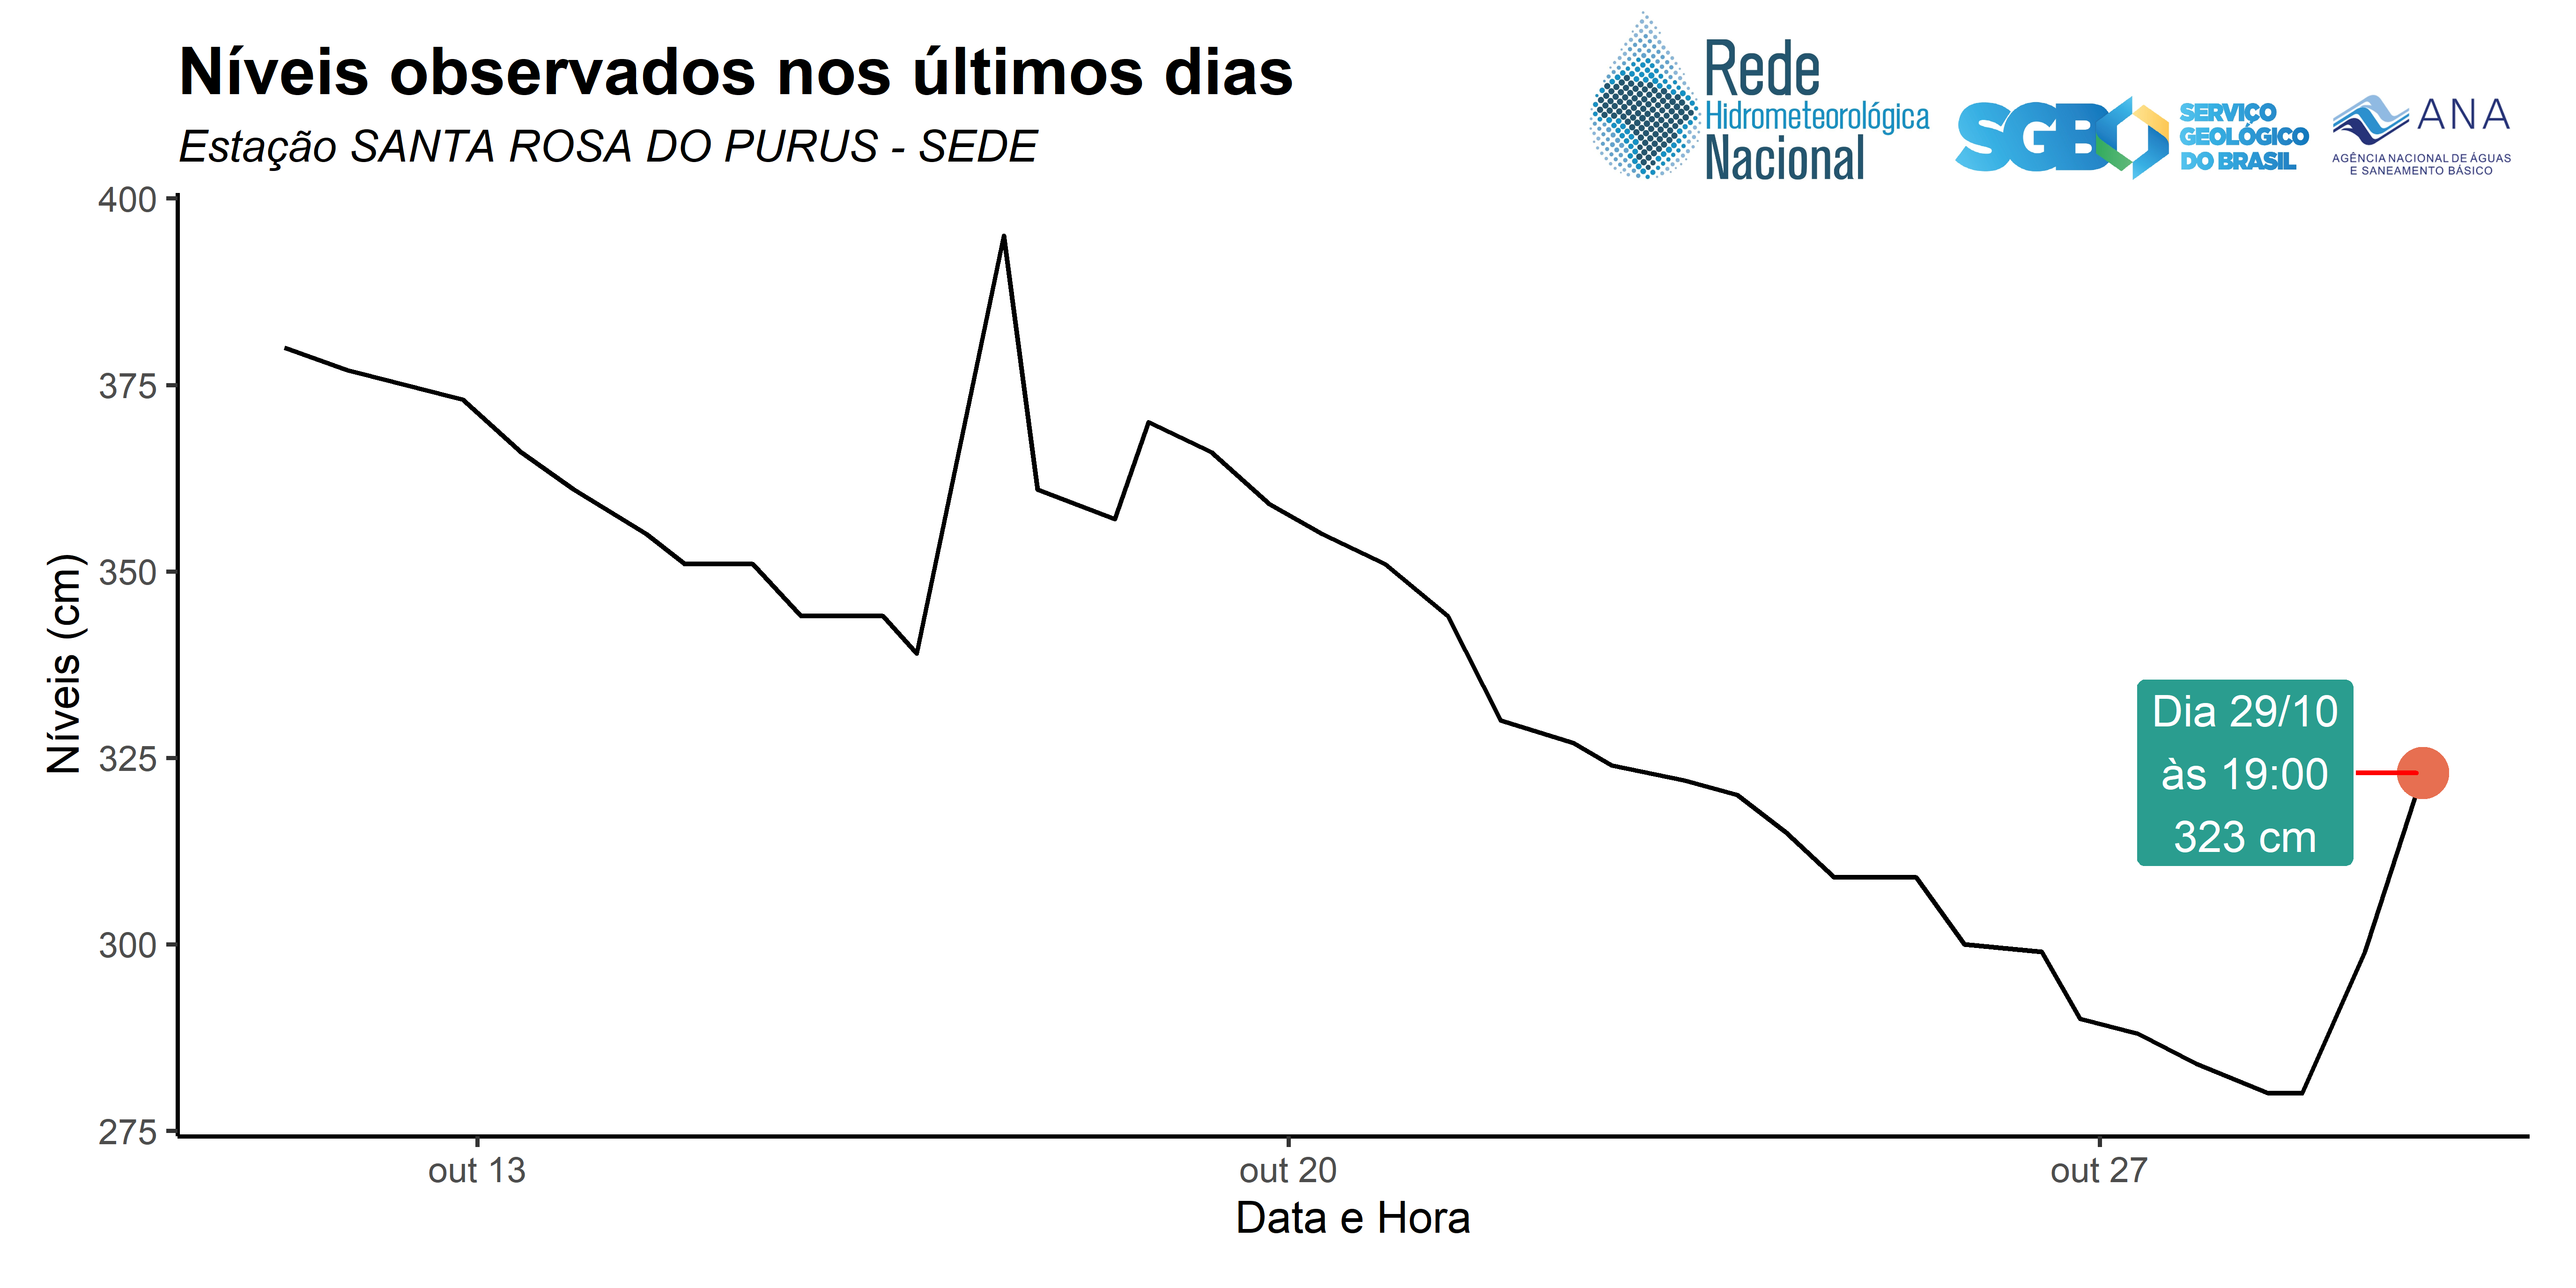 Níveis observados nos últimos dias
Estação SANTA ROSA DO PURUS - SEDE
Rede
Hidrometeorológica
Nacional
SGB
SERVIÇO
GEOLÓGICO
DO BRASIL
ANA
AGÊNCIA NACIONAL DE ÁGUAS
E SANEAMENTO BÁSICO
400
375
350
325
300
275
Níveis (cm)
Dia 29/10
às 19:00
323 cm
out 13
out 20
out 27
Data e Hora